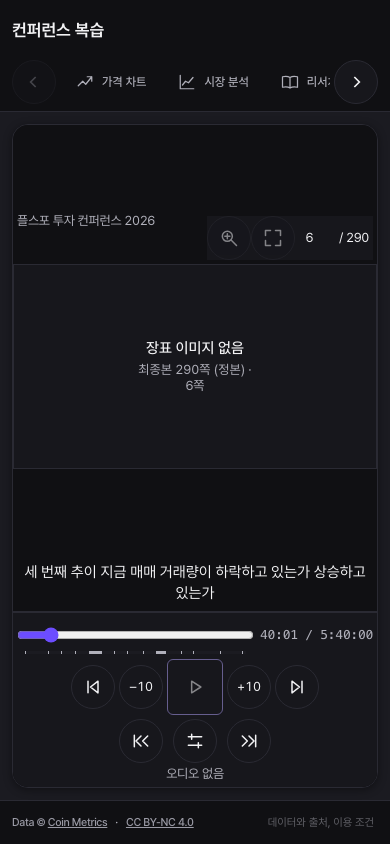 컨퍼런스 복습
가격 차트
시장 분석
리서
플스포 투자 컨퍼런스 2026
6 / 290
장표 이미지 없음
최종본 290쪽 (정본) ·
6쪽
세 번째 추이 지금 매매 거래량이 하락하고 있는가 상승하고
있는가
40:01 / 5:40:00
−10
+10
오디오 없음
Data © Coin Metrics · CC BY-NC 4.0
데이터와 출처, 이용 조건